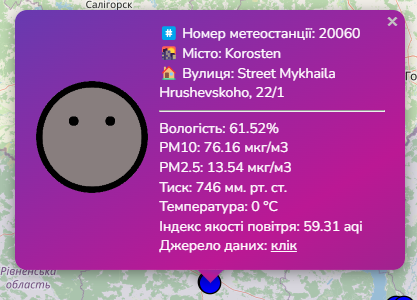 Салігорск
#️⃣ Номер метеостанції: 20060
Місто: Korosten
Вулиця: Street Mykhaila
Hrushevskoho, 22/1
Вологість: 61.52%
PM10: 76.16 мкг/м3
PM2.5: 13.54 мкг/м3
Тиск: 746 мм. рт. ст.
Температура: 0 °C
Індекс якості повітря: 59.31 aqi
Джерело даних: клік
Рівненська
область